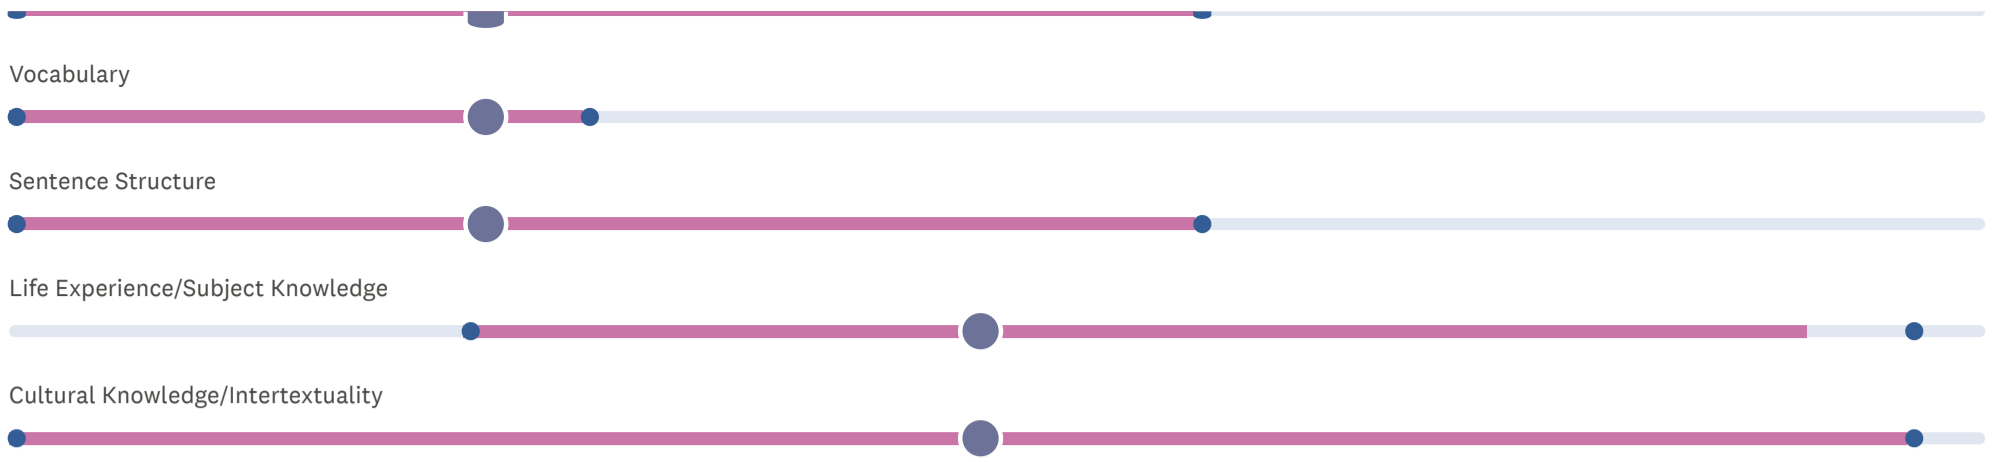 Vocabulary
Sentence Structure
Life Experience/Subject Knowledge
Cultural Knowledge/Intertextuality